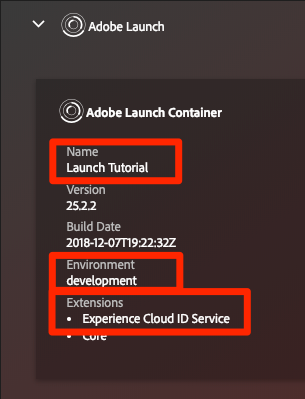 Adobe Launch
Adobe Launch Container
Name
Launch Tutorial
Version
25.2.2
Build Date
2018-12-07T19:22:32Z
Environment
development
Extensions
• Experience Cloud ID Service
• Core